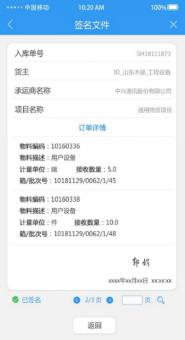 中国移动 10:20 AM 100%
签名文件
入库单号 SH18111873
货主 10_山东木部_工程设备
承运商名称 中兴通讯股份有限公司
项目名称 通用物资项目
订单详情
物料编码：10160336
物料描述：用户设备
计量单位：端 接收数量：5.0
箱/批次号：10181129/0062/1/45
物料编码：10160338
物料描述：用户设备
计量单位：件 接收数量：10.0
箱/批次号：10181129/0062/1/48
xxxx年xx月xx日 xx:xx:xx
已签名 2/3 页 页
返回